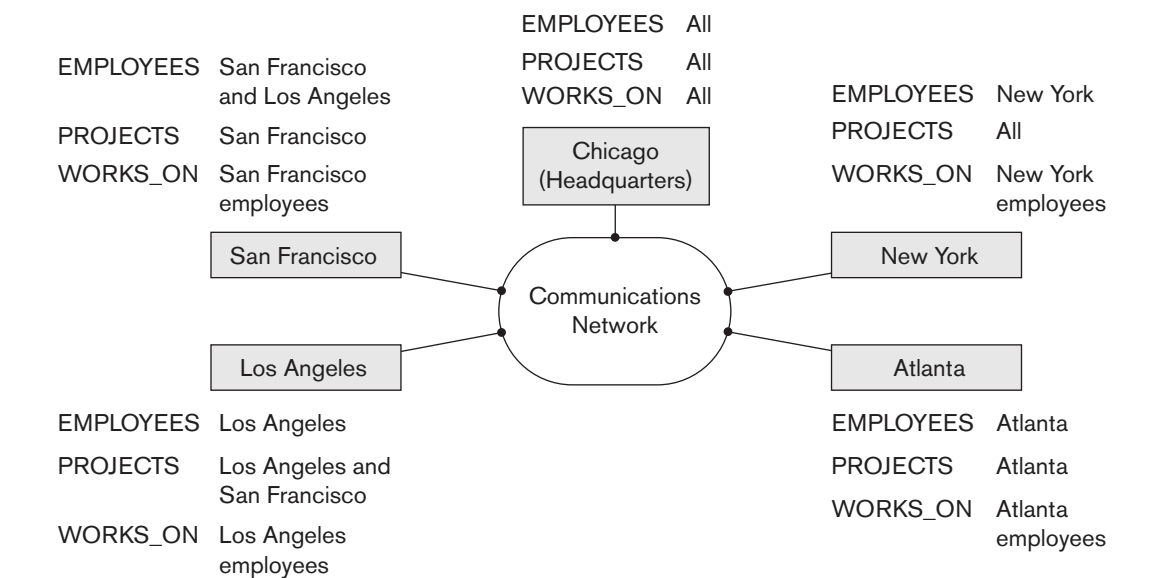 EMPLOYEES All
PROJECTS All
WORKS_ON All
Chicago
(Headquarters)
EMPLOYEES San Francisco
and Los Angeles
PROJECTS San Francisco
WORKS_ON San Francisco
employees
San Francisco
EMPLOYEES New York
PROJECTS All
WORKS_ON New York
employees
New York
Communications
Network
Los Angeles
EMPLOYEES Los Angeles
PROJECTS Los Angeles and
San Francisco
WORKS_ON Los Angeles
employees
Atlanta
EMPLOYEES Atlanta
PROJECTS Atlanta
WORKS_ON Atlanta
employees